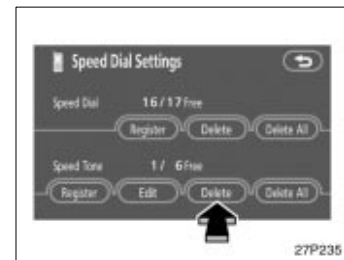 Speed Dial Settings
Speed Dial 16/17 Free
Register Delete Delete All
Speed Tone 1/ 6 Free
Register Edit Delete Delete All
27P235